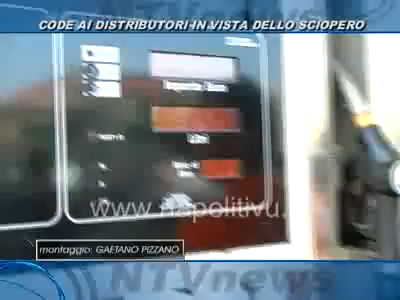 CODE AI DISTRIBUTORI IN VISTA DELLO SCIOPERO
www.napolitivu.
montaggio: GAETANO PIZZANO
NTVnews